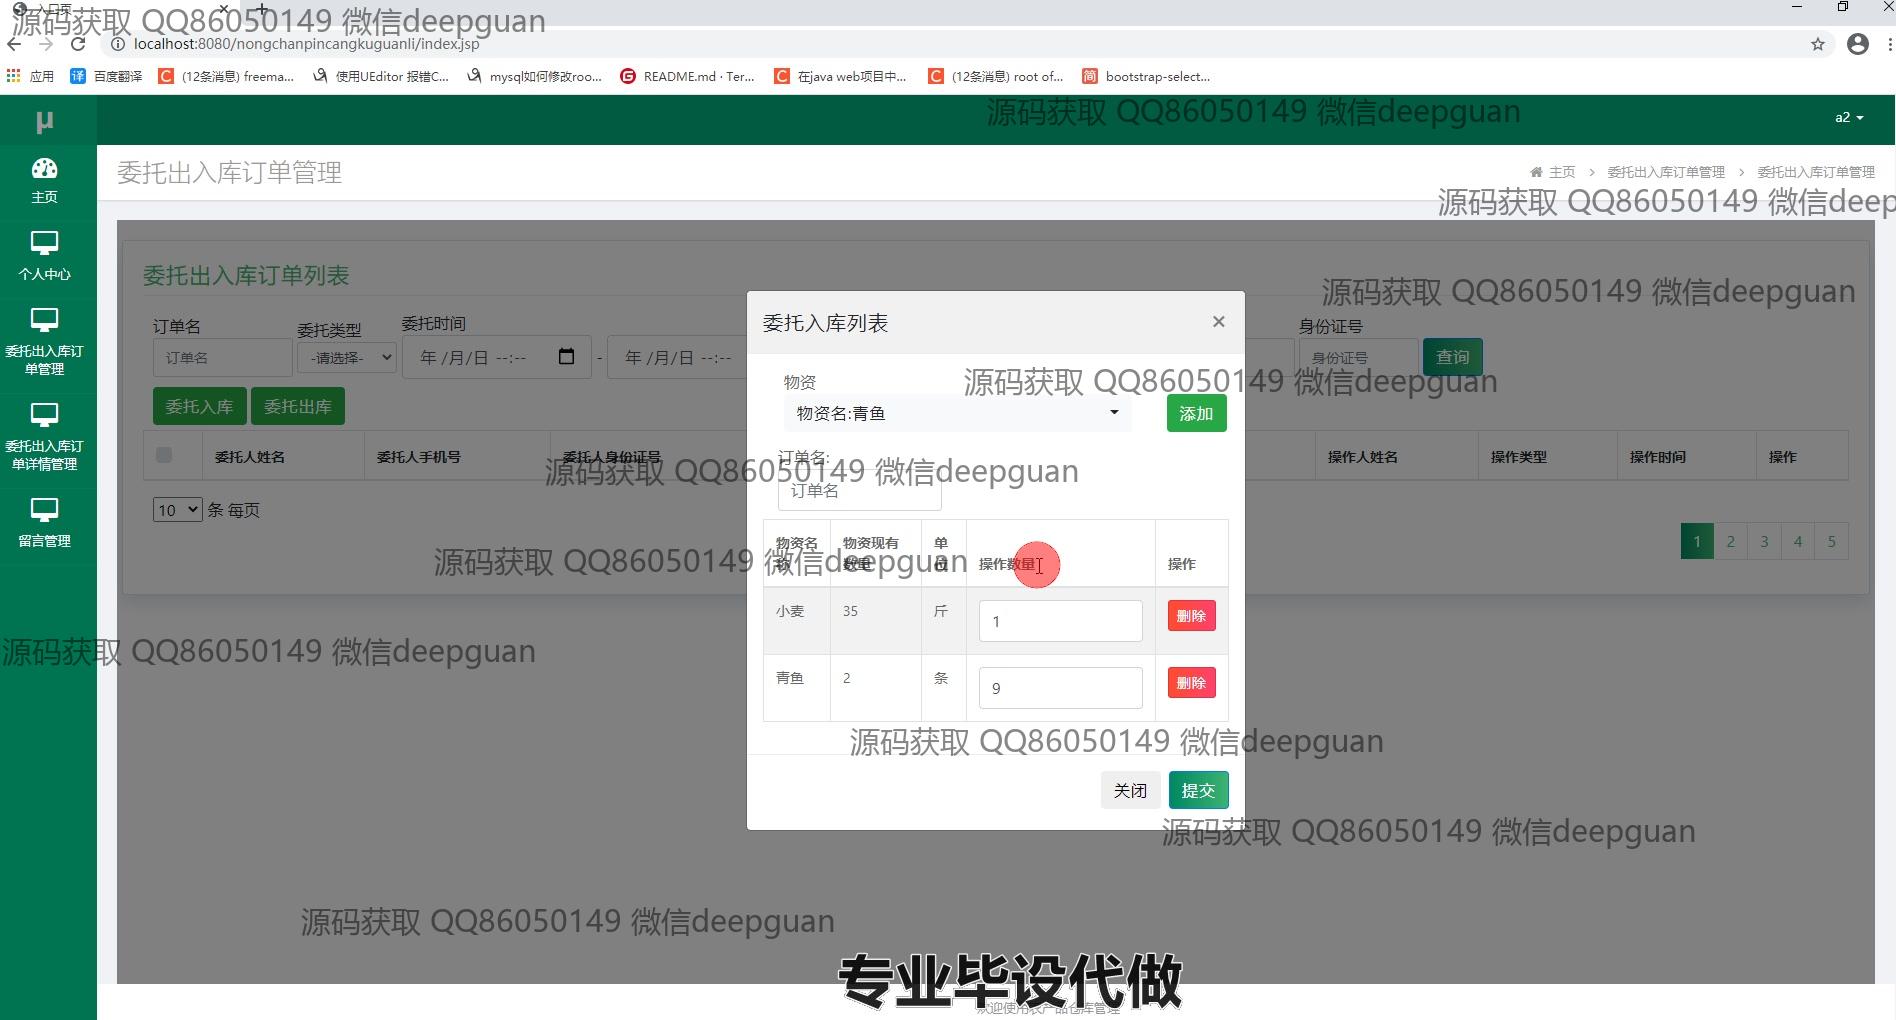 入口页
源码获取 QQ86050149 微信deepguan
localhost:8080/nongchanpincangkuguanli/index.jsp
应用 百度翻译 (12条消息) freema... 使用UEditor 报错C... mysql如何修改roo... README.md · Ter... 在java web项目中... (12条消息) root of... bootstrap-select...
源码获取 QQ86050149 微信deepguan
μ
a2
主页
个人中心
委托出入库订单管理
委托出入库订单详情管理
留言管理
委托出入库订单管理
主页 > 委托出入库订单管理 > 委托出入库订单管理
源码获取 QQ86050149 微信deep
委托出入库订单列表
源码获取 QQ86050149 微信deepguan
订单名 委托类型 委托时间 身份证号
订单名 -请选择- 年 /月/日 --:-- - 年 /月/日 --:-- 身份证号 查询
委托入库 委托出库
委托人姓名 委托人手机号 委托人身份证号 操作人姓名 操作类型 操作时间 操作
10 条 每页
1 2 3 4 5
委托入库列表 ×
物资
源码获取 QQ86050149 微信deepguan
物资名:青鱼 添加
订单名:
源码获取 QQ86050149 微信deepguan
订单名
物资名称 物资现有数量 单位 操作数量 操作
源码获取 QQ86050149 微信deepguan
小麦 35 斤 1 删除
源码获取 QQ86050149 微信deepguan
青鱼 2 条 9 删除
源码获取 QQ86050149 微信deepguan
关闭 提交
源码获取 QQ86050149 微信deepguan
源码获取 QQ86050149 微信deepguan
专业毕设代做
欢迎使用农产品仓库管理